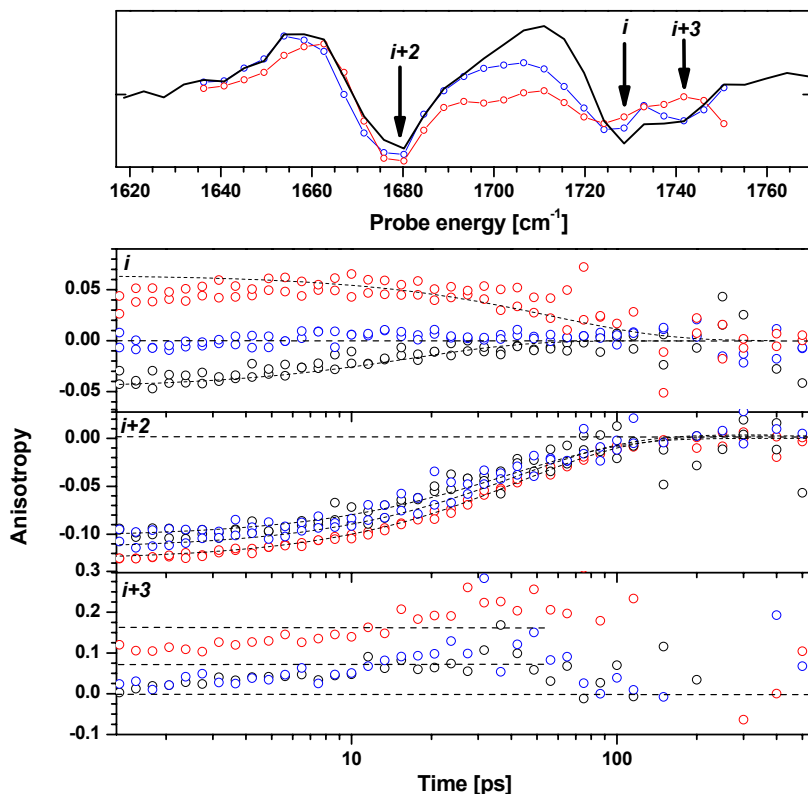 i+2 i i+3
1620 1640 1660 1680 1700 1720 1740 1760
Probe energy [cm-1]
i
0.05
0.00
-0.05
i+2
0.00
-0.05
-0.10
0.3
i+3
0.2
0.1
0.0
-0.1
Anisotropy
10 100
Time [ps]